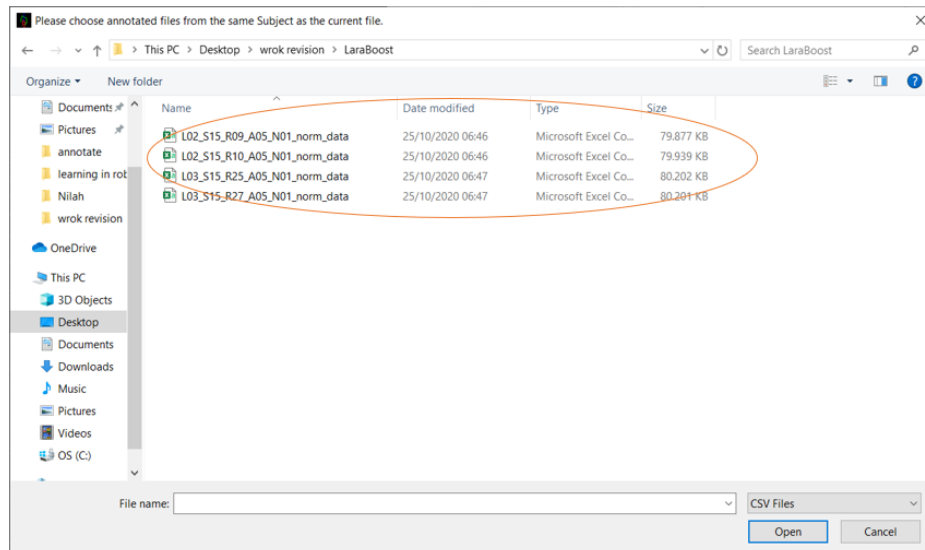 Please choose annotated files from the same Subject as the current file.
This PC > Desktop > wrok revision > LaraBoost
Search LaraBoost
Organize
New folder
Name Date modified Type Size
L02_S15_R09_A05_N01_norm_data 25/10/2020 06:46 Microsoft Excel Co... 79.877 KB
L02_S15_R10_A05_N01_norm_data 25/10/2020 06:46 Microsoft Excel Co... 79.939 KB
L03_S15_R25_A05_N01_norm_data 25/10/2020 06:47 Microsoft Excel Co... 80.202 KB
L03_S15_R27_A05_N01_norm_data 25/10/2020 06:47 Microsoft Excel Co... 80.201 KB
Documents
Pictures
annotate
learning in rob
Nilah
wrok revision
OneDrive
This PC
3D Objects
Desktop
Documents
Downloads
Music
Pictures
Videos
OS (C:)
File name:
CSV Files
Open
Cancel